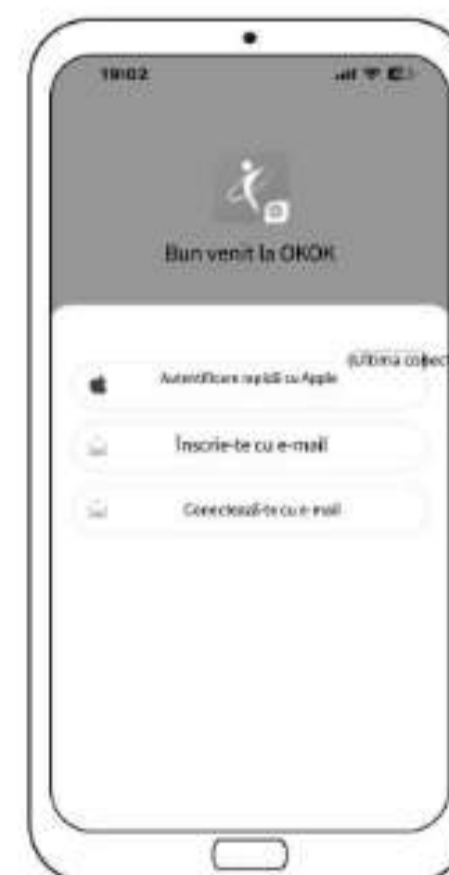 19:02
Bun venit la OKOK
(Ultima conect
Autentificare rapidă cu Apple
Înscrie-te cu e-mail
Conectează-te cu e-mail